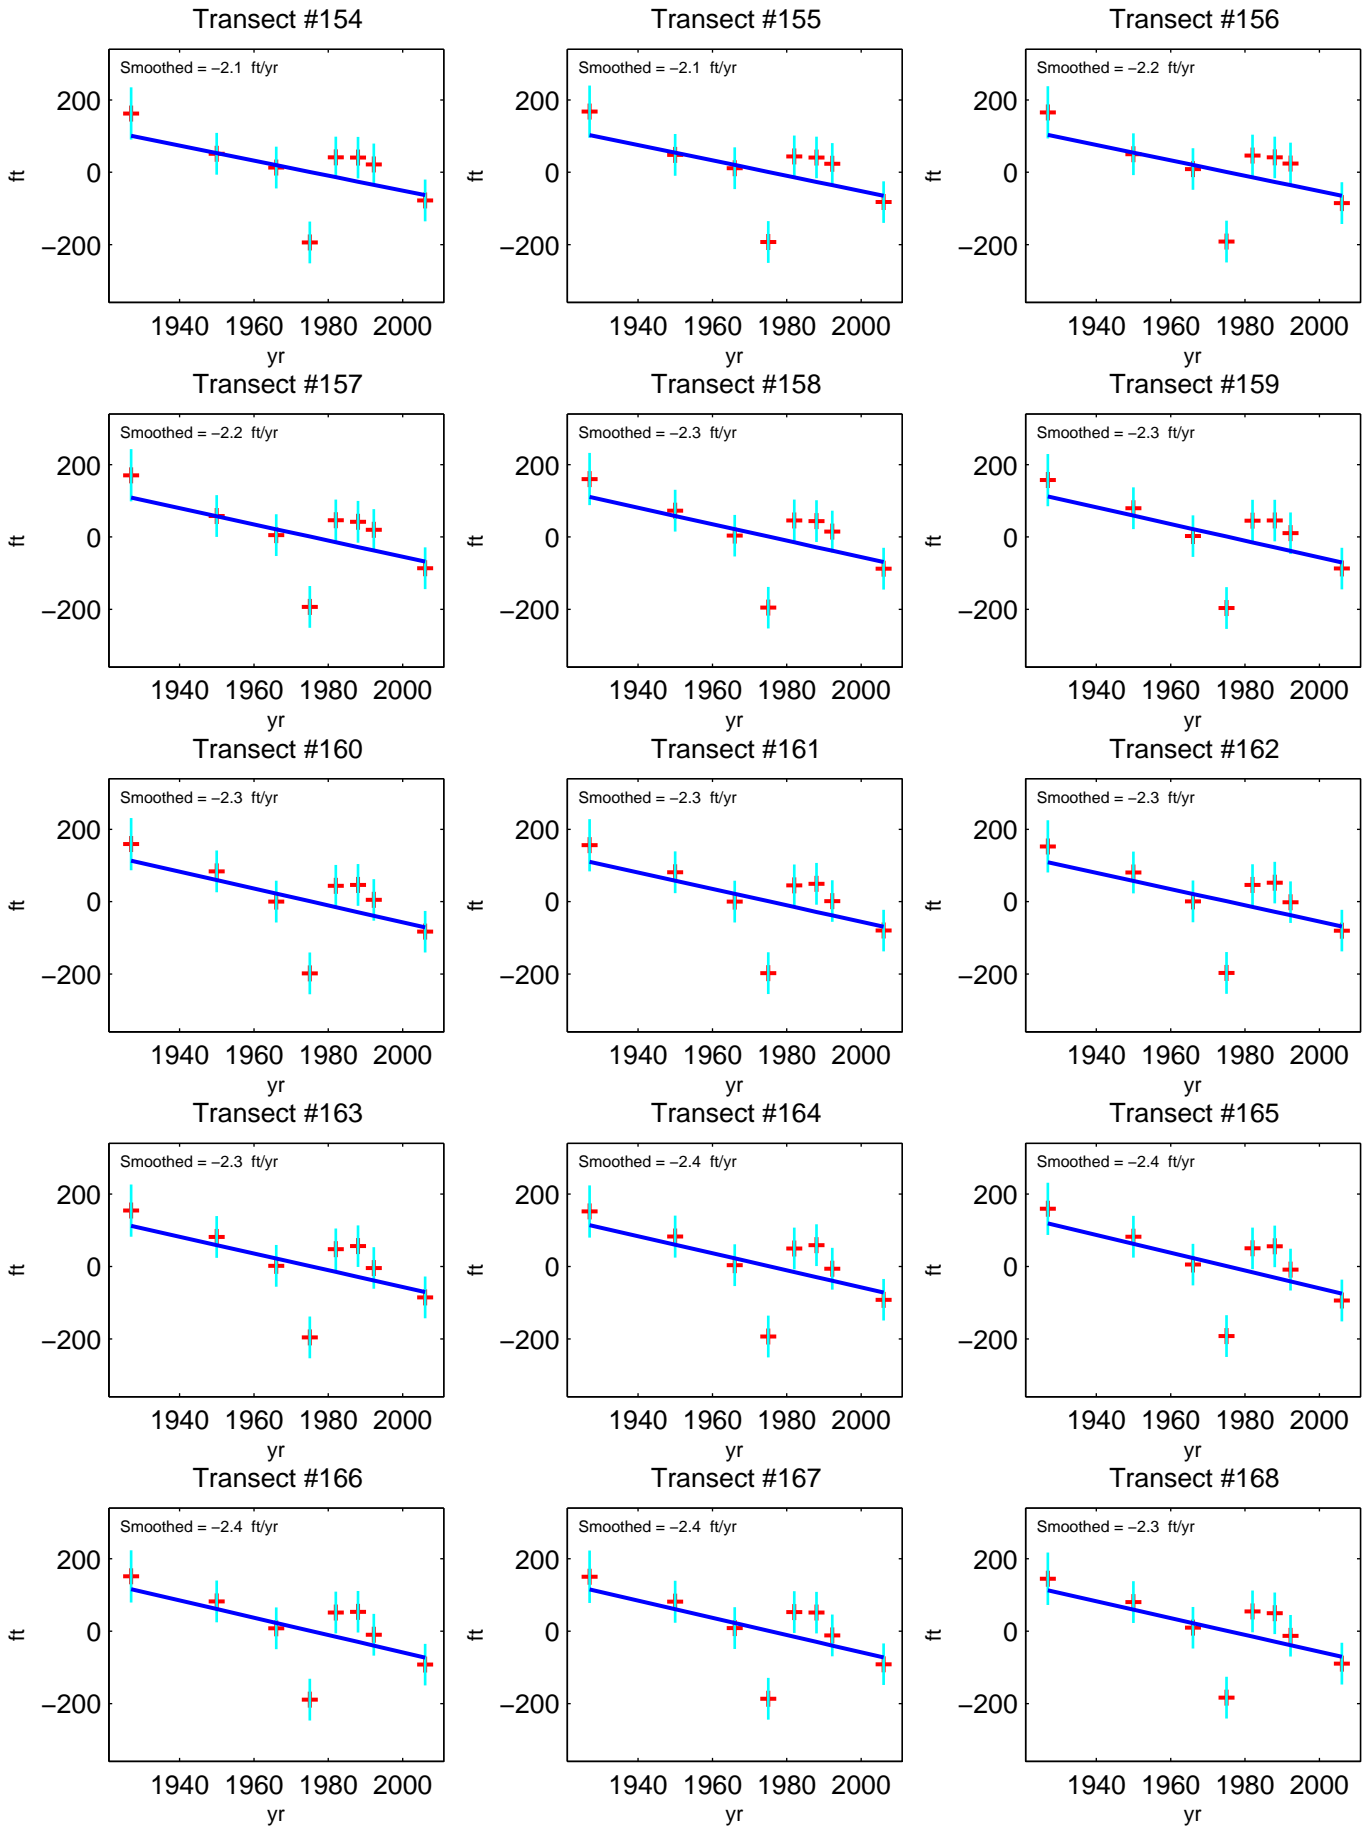 Transect #154 Transect #155 Transect #156
Smoothed = −2.1 ft/yr Smoothed = −2.1 ft/yr Smoothed = −2.2 ft/yr
200 200 200
ft 0 ft 0 ft 0
−200 −200 −200
1940 1960 1980 2000 1940 1960 1980 2000 1940 1960 1980 2000
yr yr yr
Transect #157 Transect #158 Transect #159
Smoothed = −2.2 ft/yr Smoothed = −2.3 ft/yr Smoothed = −2.3 ft/yr
200 200 200
ft 0 ft 0 ft 0
−200 −200 −200
1940 1960 1980 2000 1940 1960 1980 2000 1940 1960 1980 2000
yr yr yr
Transect #160 Transect #161 Transect #162
Smoothed = −2.3 ft/yr Smoothed = −2.3 ft/yr Smoothed = −2.3 ft/yr
200 200 200
ft 0 ft 0 ft 0
−200 −200 −200
1940 1960 1980 2000 1940 1960 1980 2000 1940 1960 1980 2000
yr yr yr
Transect #163 Transect #164 Transect #165
Smoothed = −2.3 ft/yr Smoothed = −2.4 ft/yr Smoothed = −2.4 ft/yr
200 200 200
ft 0 ft 0 ft 0
−200 −200 −200
1940 1960 1980 2000 1940 1960 1980 2000 1940 1960 1980 2000
yr yr yr
Transect #166 Transect #167 Transect #168
Smoothed = −2.4 ft/yr Smoothed = −2.4 ft/yr Smoothed = −2.3 ft/yr
200 200 200
ft 0 ft 0 ft 0
−200 −200 −200
1940 1960 1980 2000 1940 1960 1980 2000 1940 1960 1980 2000
yr yr yr